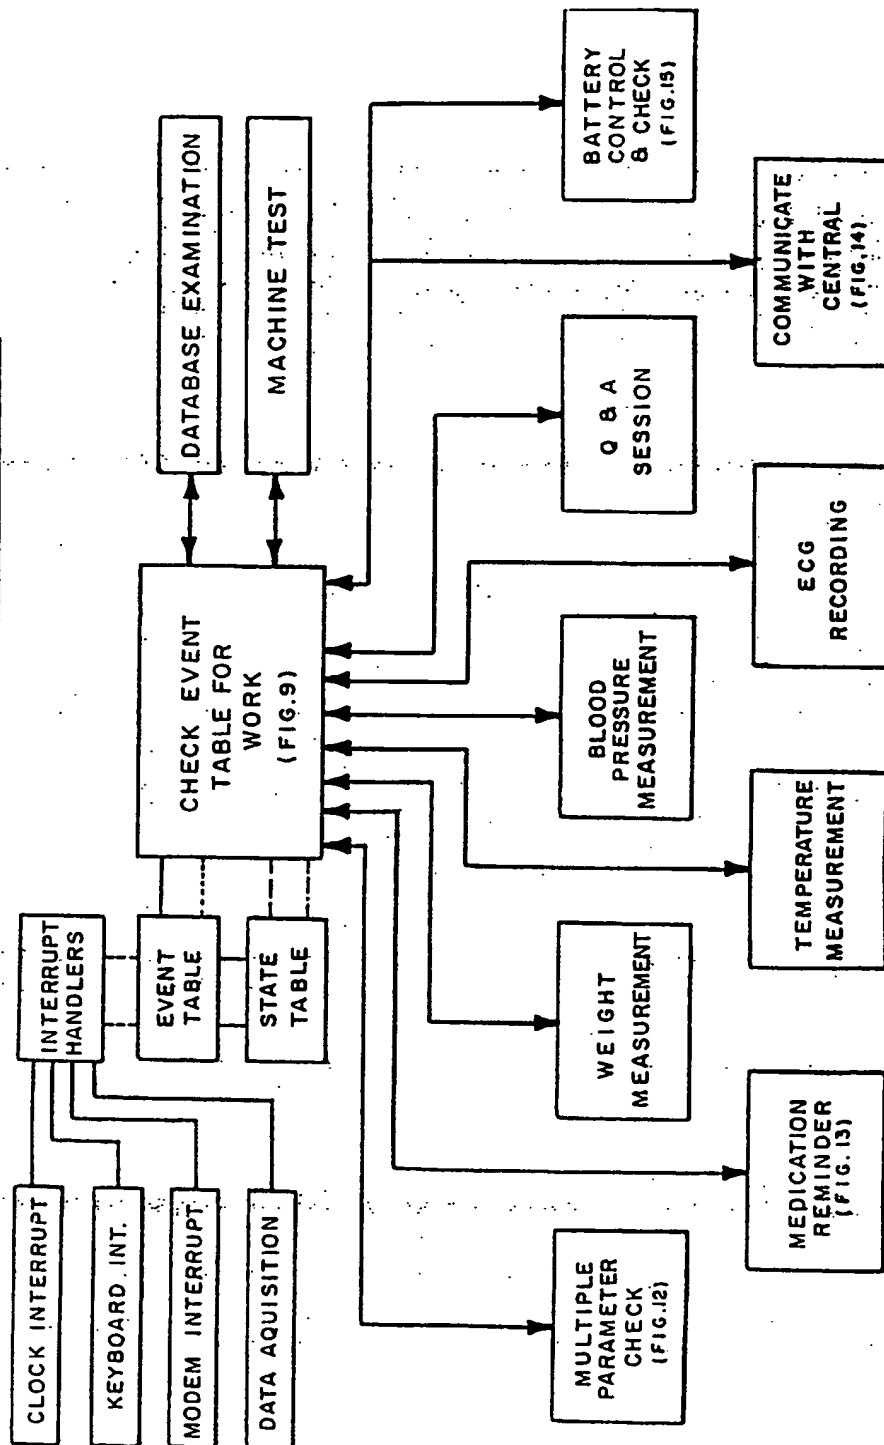 CLOCK INTERRUPT
KEYBOARD INT.
MODEM INTERRUPT
DATA AQUISITION
INTERRUPT
HANDLERS
EVENT
TABLE
STATE
TABLE
CHECK EVENT
TABLE FOR
WORK
(FIG.9)
DATABASE EXAMINATION
MACHINE TEST
MULTIPLE
PARAMETER
CHECK
(FIG.12)
MEDICATION
REMINDER
(FIG.13)
WEIGHT
MEASUREMENT
TEMPERATURE
MEASUREMENT
BLOOD
PRESSURE
MEASUREMENT
ECG
RECORDING
Q & A
SESSION
COMMUNICATE
WITH
CENTRAL
(FIG.14)
BATTERY
CONTROL
& CHECK
(FIG.15)